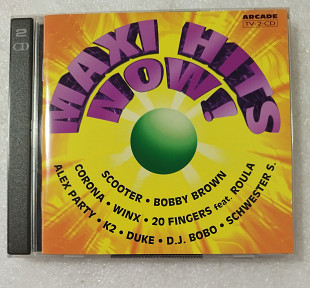 2
CD
ARCADE
TV-2-CD
MAXI HITS
NOW!
SCOOTER • BOBBY BROWN
CORONA • WINX • 20 FINGERS feat. ROULA
ALEX PARTY • K2 • DUKE • D.J. BOBO • SCHWESTER S.